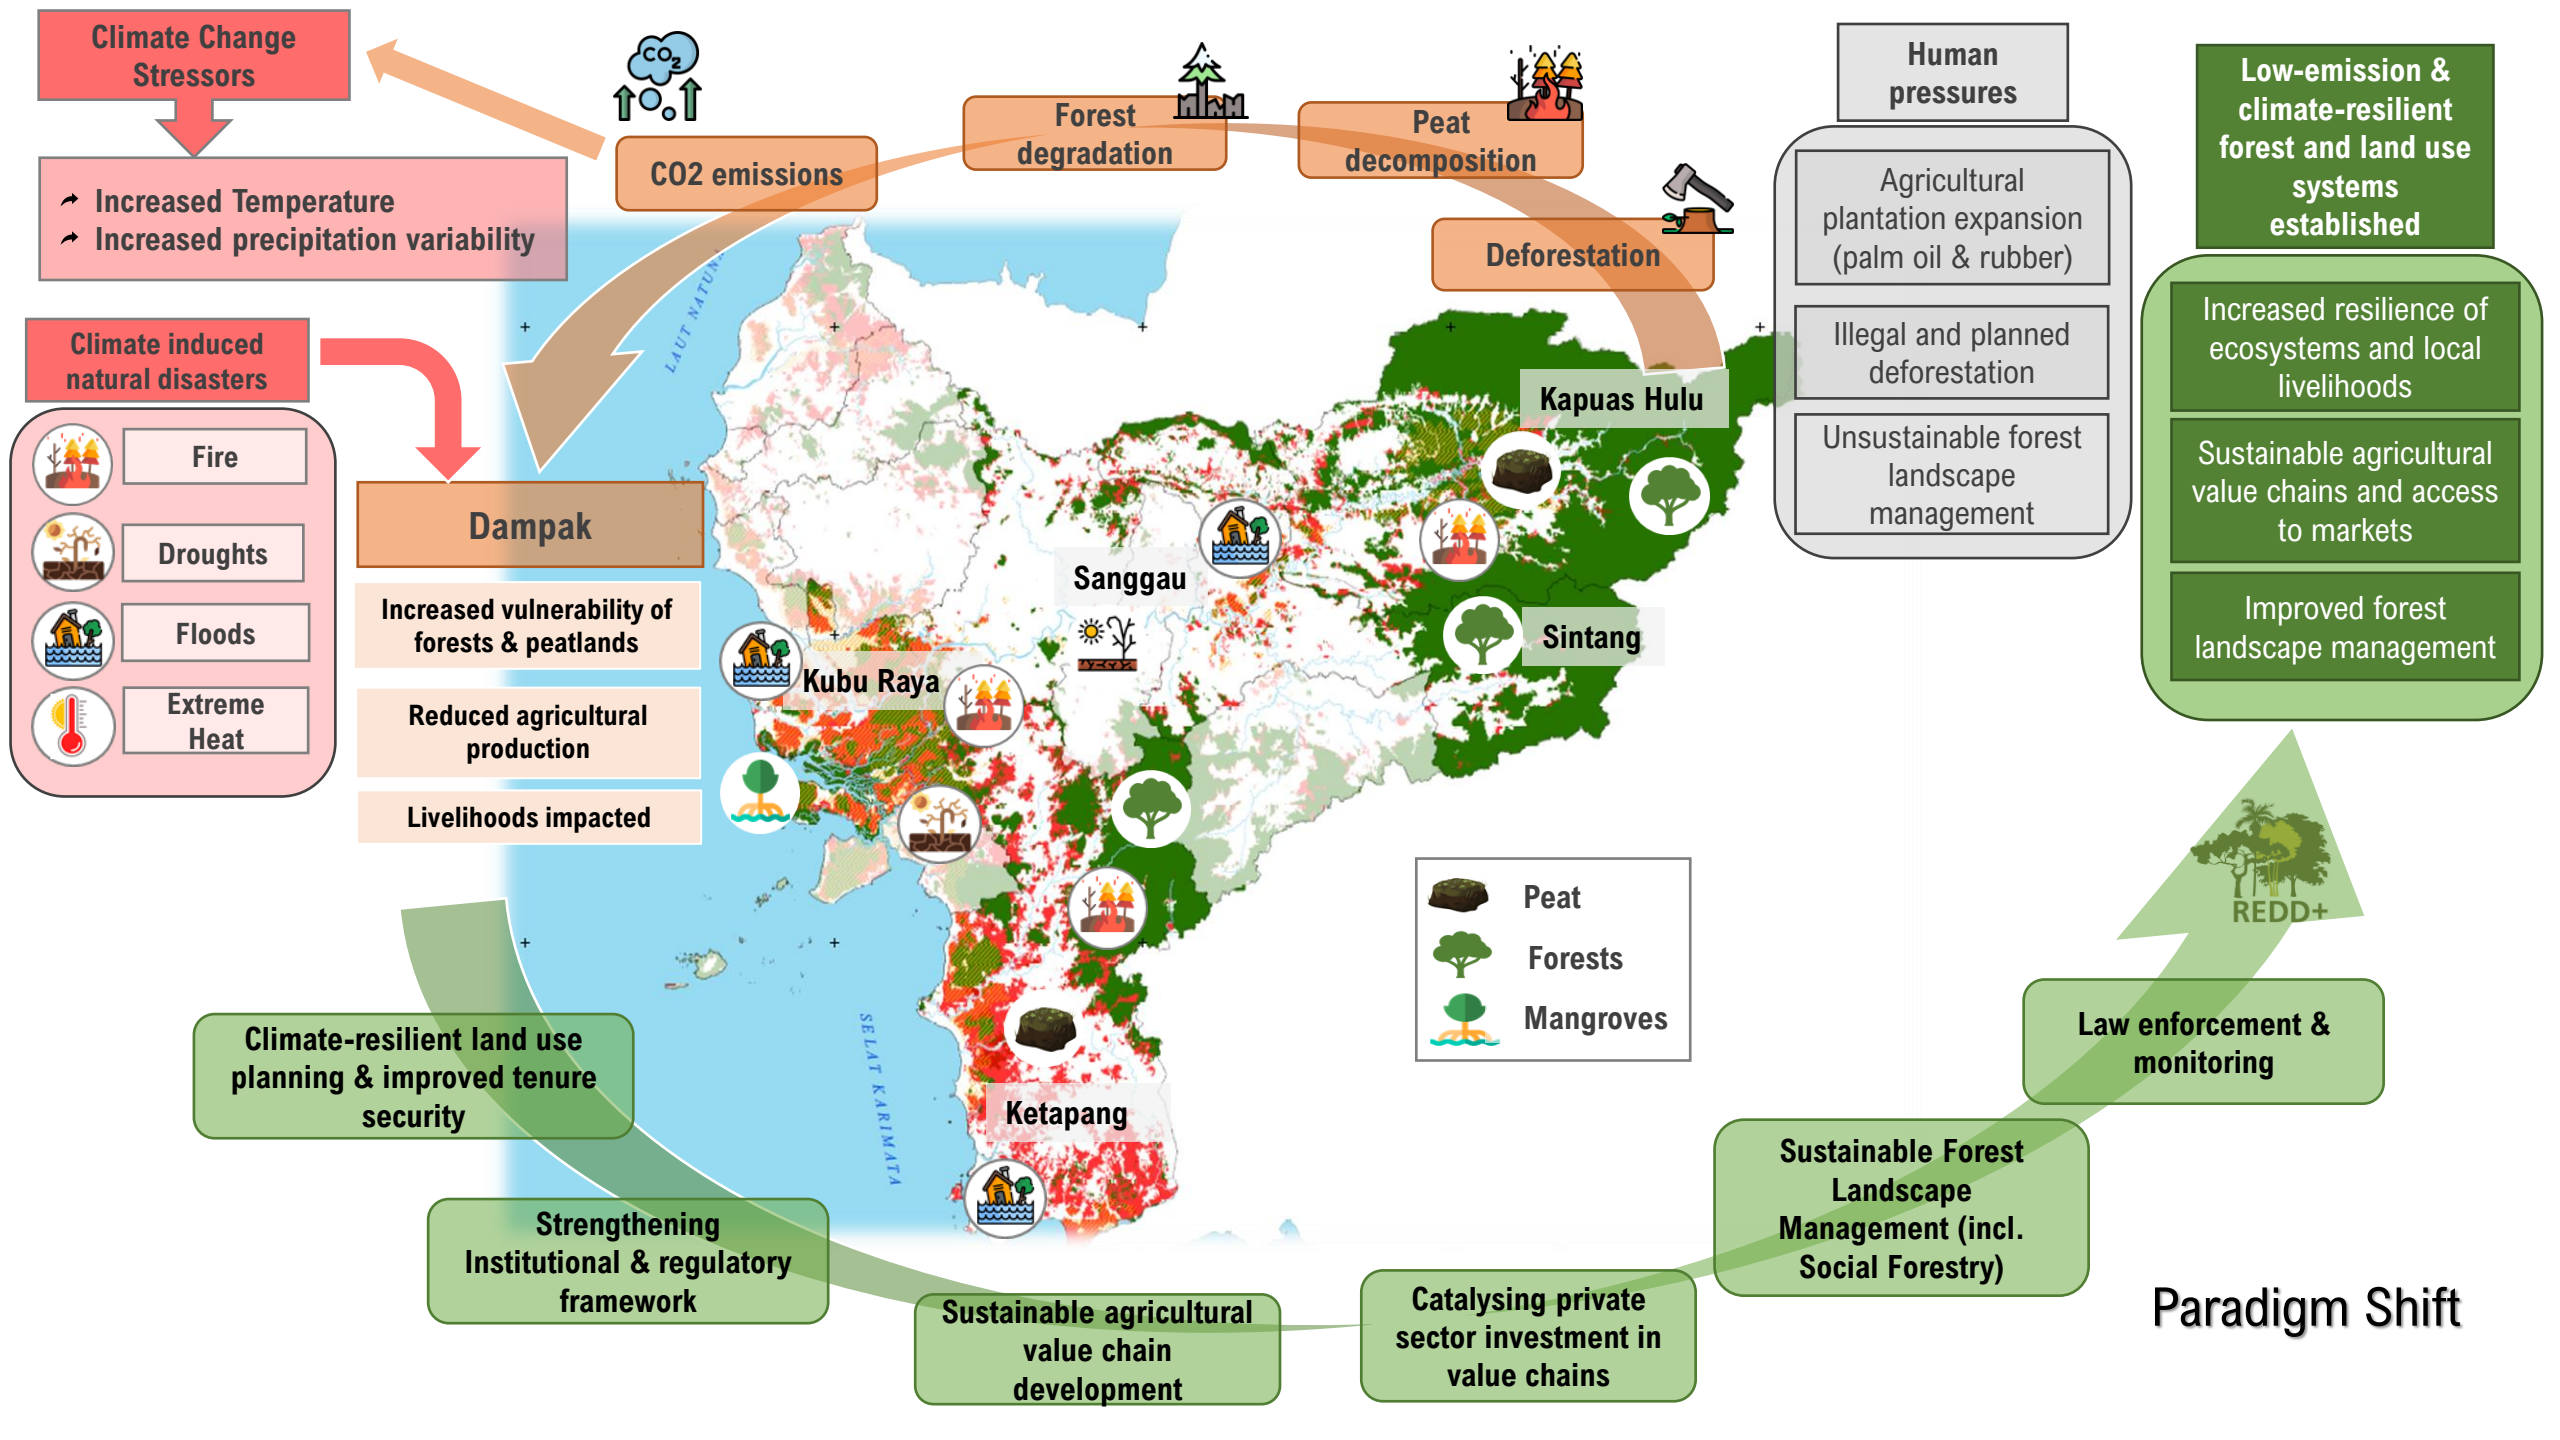 Climate Change
Stressors
Increased Temperature
Increased precipitation variability
Climate induced
natural disasters
Fire
Droughts
Floods
Extreme
Heat
CO2
CO2 emissions
Forest
degradation
Peat
decomposition
Deforestation
Human
pressures
Agricultural
plantation expansion
(palm oil & rubber)
Illegal and planned
deforestation
Unsustainable forest
landscape
management
Low-emission &
climate-resilient
forest and land use
systems
established
Increased resilience of
ecosystems and local
livelihoods
Sustainable agricultural
value chains and access
to markets
Improved forest
landscape management
Dampak
Increased vulnerability of
forests & peatlands
Reduced agricultural
production
Livelihoods impacted
LAUT NATUNA
Kapuas Hulu
Sanggau
Sintang
Kubu Raya
Ketapang
SELAT KARIMATA
Peat
Forests
Mangroves
REDD+
Climate-resilient land use
planning & improved tenure
security
Strengthening
Institutional & regulatory
framework
Sustainable agricultural
value chain
development
Catalysing private
sector investment in
value chains
Sustainable Forest
Landscape
Management (incl.
Social Forestry)
Law enforcement &
monitoring
Paradigm Shift